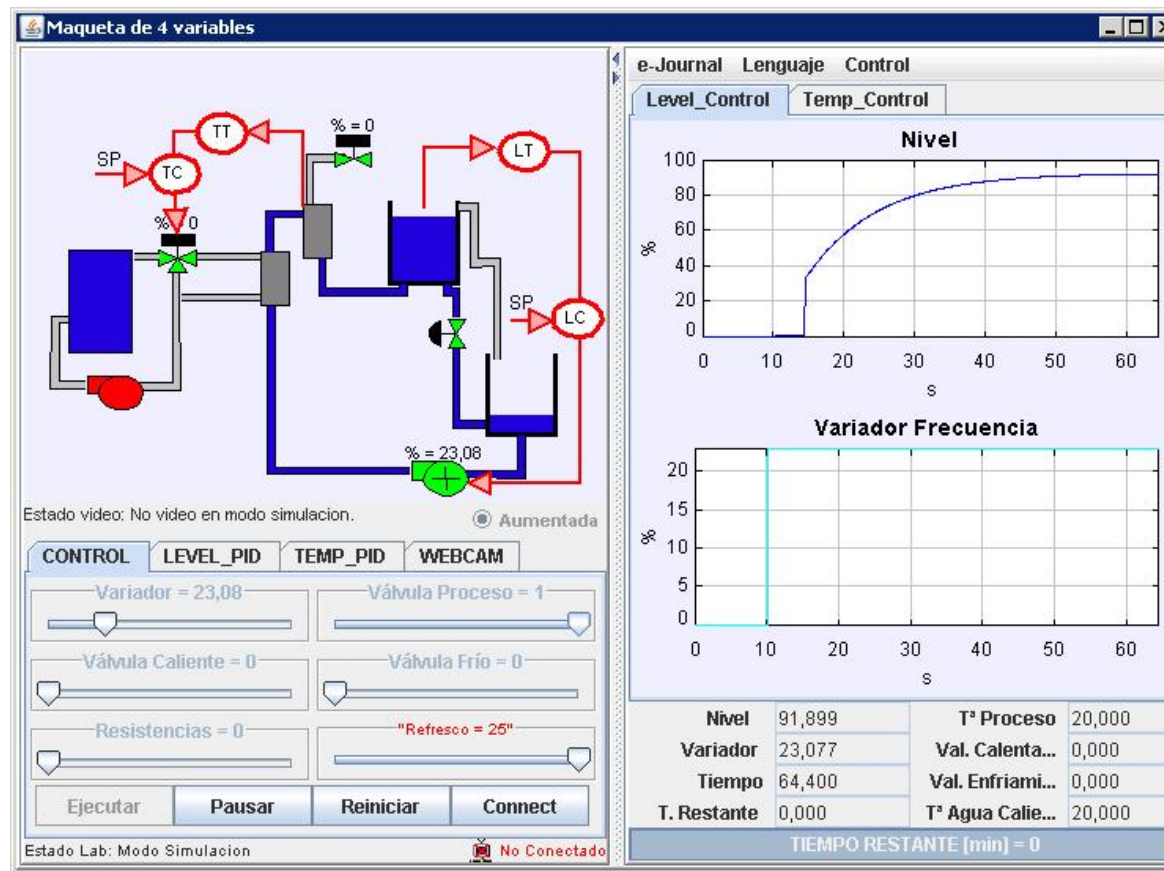 Maqueta de 4 variables
% = 0
TT
SP
TC
% = 0
LT
SP
LC
% = 23,08
Estado video: No video en modo simulacion.
Aumentada
CONTROL LEVEL_PID TEMP_PID WEBCAM
Variador = 23,08 Válvula Proceso = 1
Válvula Caliente = 0 Válvula Frío = 0
Resistencias = 0 "Refresco = 25"
Ejecutar Pausar Reiniciar Connect
Estado Lab: Modo Simulacion No Conectado
e-Journal Lenguaje Control
Level_Control Temp_Control
Nivel
100
80
60
40
20
0
%
0 10 20 30 40 50 60
s
Variador Frecuencia
20
15
10
5
0
%
0 10 20 30 40 50 60
s
Nivel 91,899 Tª Proceso 20,000
Variador 23,077 Val. Calenta... 0,000
Tiempo 64,400 Val. Enfriami... 0,000
T. Restante 0,000 Tª Agua Calie... 20,000
TIEMPO RESTANTE [min] = 0